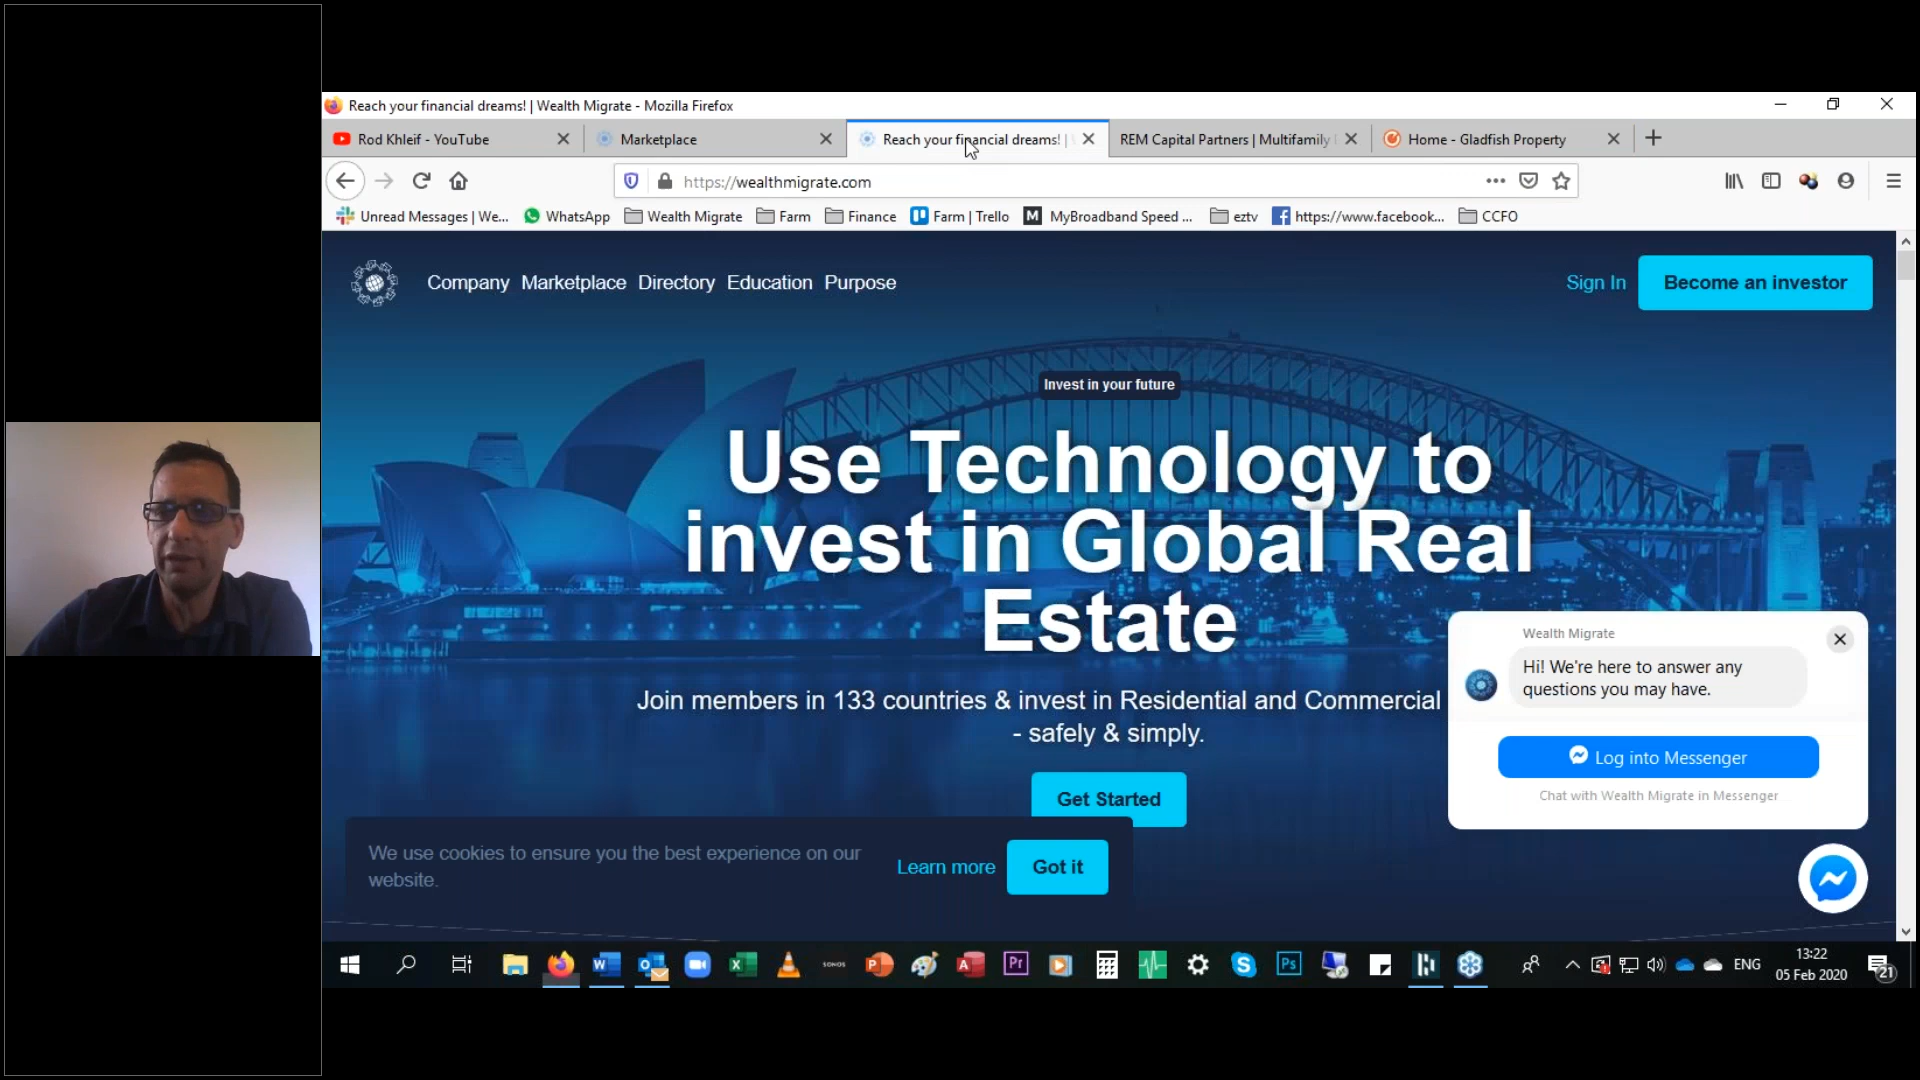 Reach your financial dreams! | Wealth Migrate - Mozilla Firefox
Rod Khleif - YouTube
Marketplace
Reach your financial dreams! |
REM Capital Partners | Multifamily
Home - Gladfish Property
https://wealthmigrate.com
Unread Messages | We...
WhatsApp
Wealth Migrate
Farm
Finance
Farm | Trello
M MyBroadband Speed ...
eztv
https://www.facebook...
CCFO
Company Marketplace Directory Education Purpose
Sign In
Become an investor
Invest in your future
Use Technology to
invest in Global Real
Estate
Join members in 133 countries & invest in Residential and Commercial
- safely & simply.
Get Started
Wealth Migrate
Hi! We're here to answer any
questions you may have.
Log into Messenger
Chat with Wealth Migrate in Messenger
We use cookies to ensure you the best experience on our
website.
Learn more
Got it
SONOS
Pr
Ps
ENG
13:22
05 Feb 2020
21